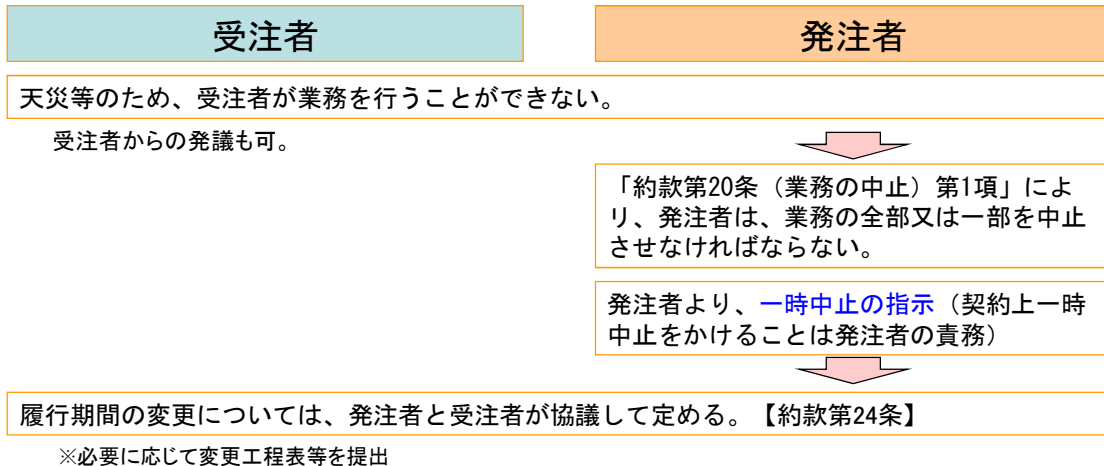 受注者
発注者
天災等のため、受注者が業務を行うことができない。
受注者からの発議も可。
「約款第20条（業務の中止）第1項」によ
り、発注者は、業務の全部又は一部を中止
させなければならない。
発注者より、一時中止の指示（契約上一時
中止をかけることは発注者の責務）
履行期間の変更については、発注者と受注者が協議して定める。【約款第24条】
※必要に応じて変更工程表等を提出